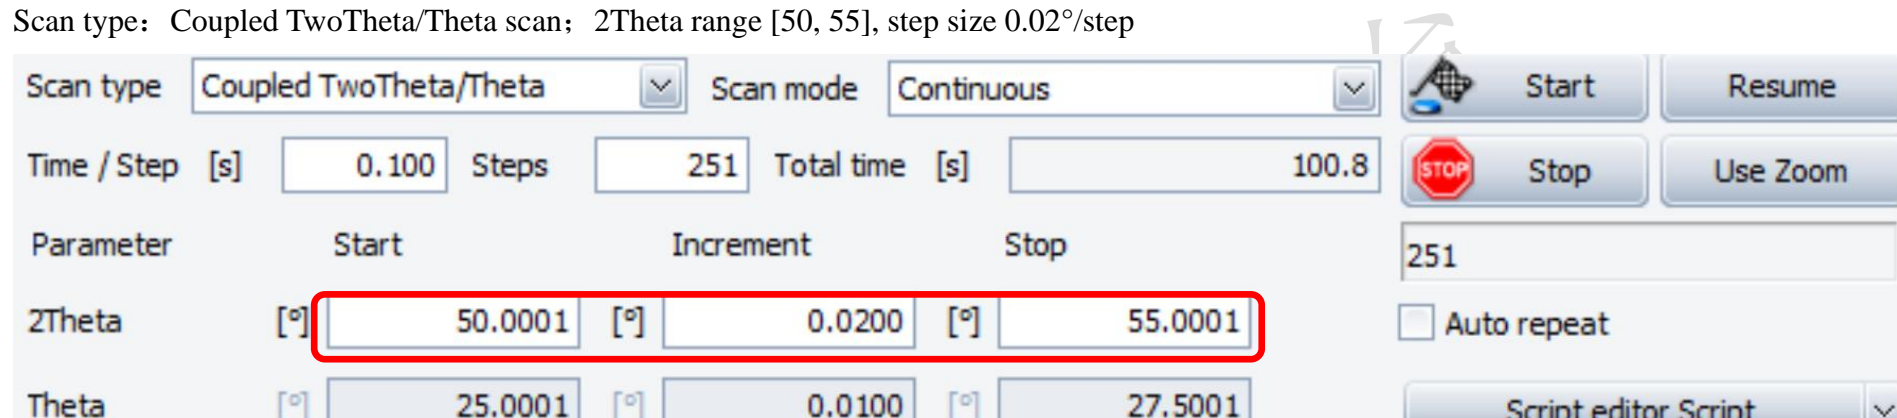 Scan type：Coupled TwoTheta/Theta scan；2Theta range [50, 55], step size 0.02°/step
Scan type Coupled TwoTheta/Theta Scan mode Continuous Start Resume
Time / Step [s] 0.100 Steps 251 Total time [s] 100.8 STOP Stop Use Zoom
Parameter Start Increment Stop 251
2Theta [°] 50.0001 [°] 0.0200 [°] 55.0001 Auto repeat
Theta [°] 25.0001 [°] 0.0100 [°] 27.5001 Script editor Script